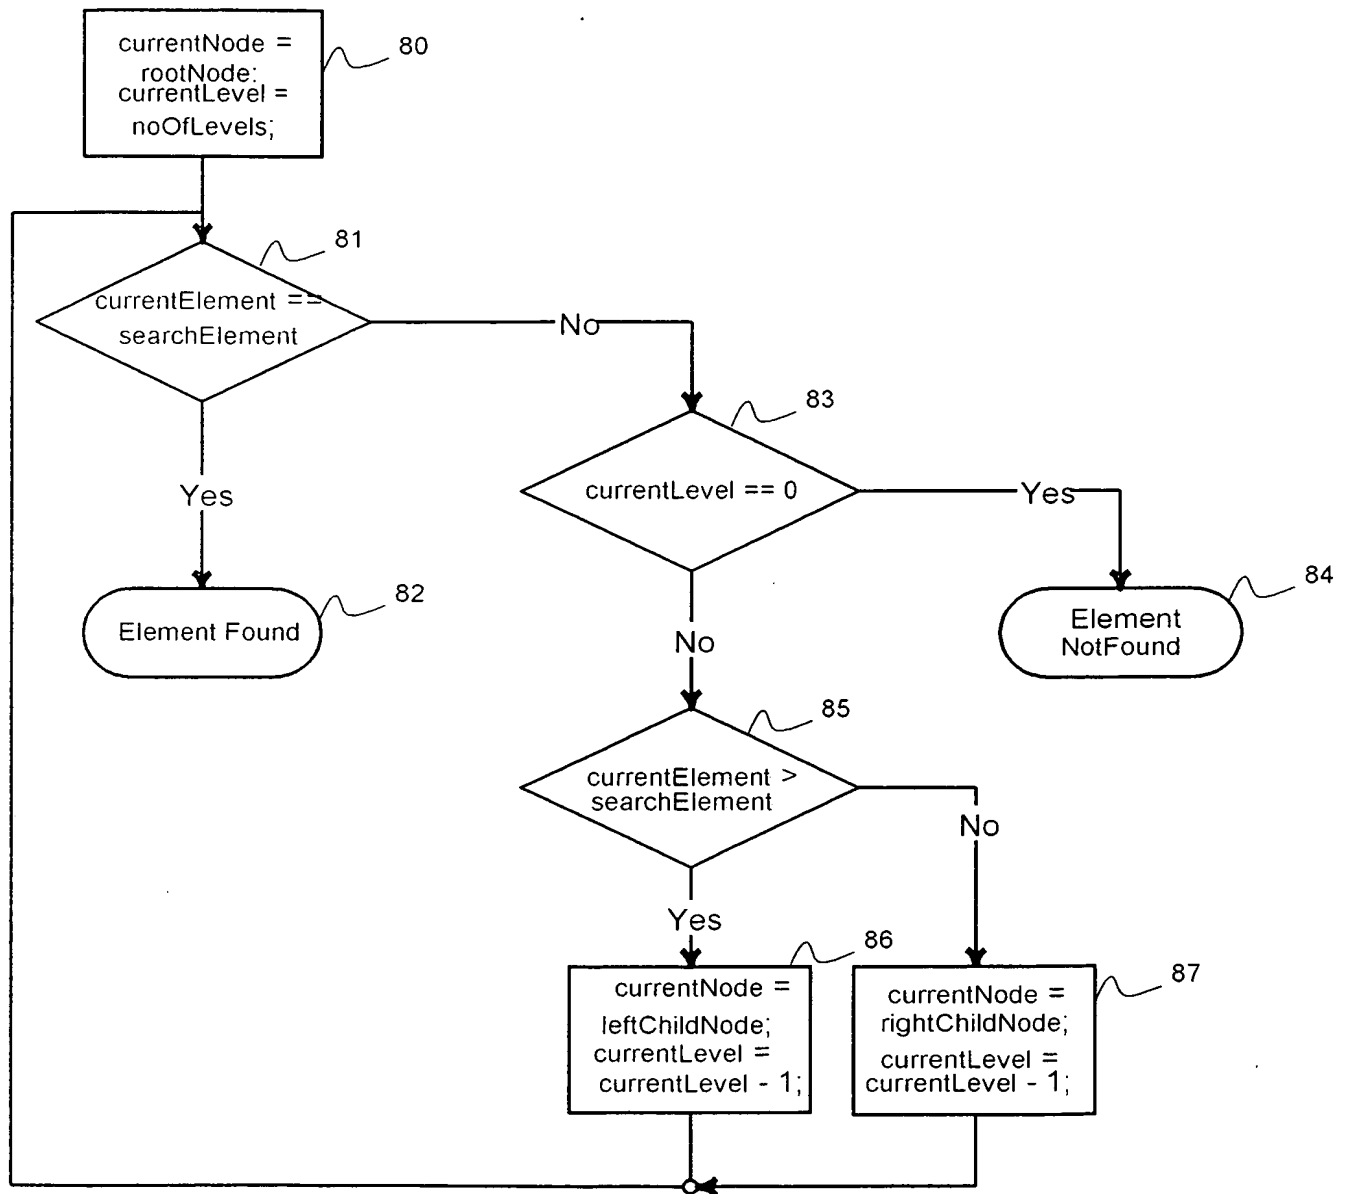 currentNode =
rootNode:
currentLevel =
noOfLevels;
80
81
currentElement ==
searchElement
No
83
currentLevel == 0
Yes
Yes
Element Found
82
84
Element
NotFound
No
85
currentElement >
searchElement
No
Yes
86
currentNode =
leftChildNode;
currentLevel =
currentLevel - 1;
87
currentNode =
rightChildNode;
currentLevel =
currentLevel - 1;